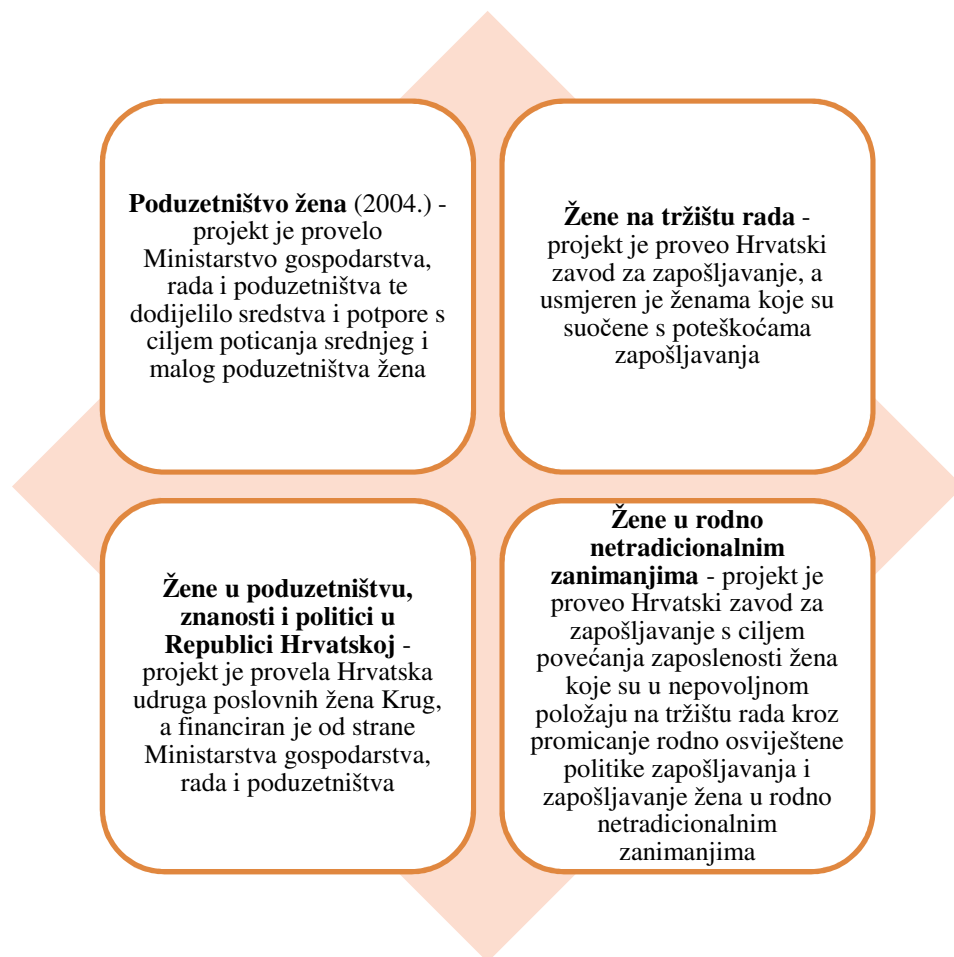 Poduzetništvo žena (2004.) -
projekt je provelo
Ministarstvo gospodarstva,
rada i poduzetništva te
dodijelilo sredstva i potpore s
ciljem poticanja srednjeg i
malog poduzetništva žena
Žene na tržištu rada -
projekt je proveo Hrvatski
zavod za zapošljavanje, a
usmjeren je ženama koje su
suočene s poteškoćama
zapošljavanja
Žene u poduzetništvu,
znanosti i politici u
Republici Hrvatskoj -
projekt je provela Hrvatska
udruga poslovnih žena Krug,
a financiran je od strane
Ministarstva gospodarstva,
rada i poduzetništva
Žene u rodno
netradicionalnim
zanimanjima - projekt je
proveo Hrvatski zavod za
zapošljavanje s ciljem
povećanja zaposlenosti žena
koje su u nepovoljnom
položaju na tržištu rada kroz
promicanje rodno osviještene
politike zapošljavanja i
zapošljavanje žena u rodno
netradicionalnim
zanimanjima